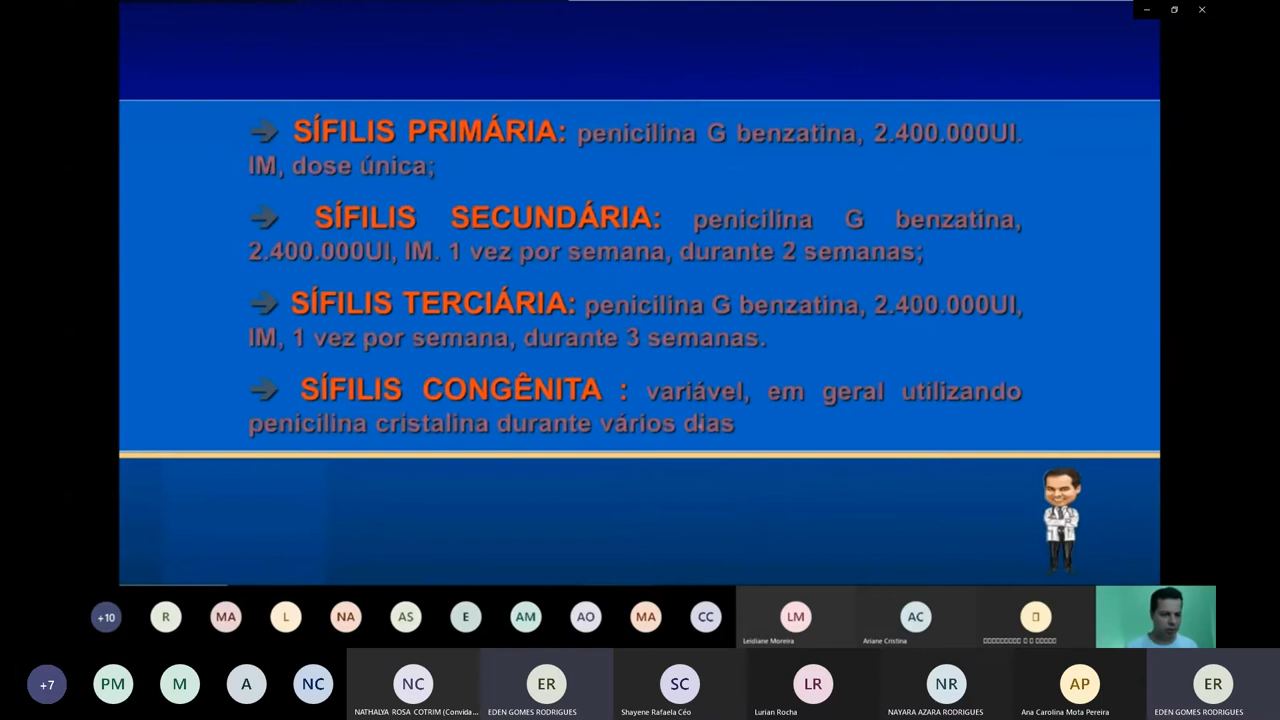 ➔ SÍFILIS PRIMÁRIA: penicilina G benzatina, 2.400.000UI.
IM, dose única;
➔ SÍFILIS SECUNDÁRIA: penicilina G benzatina,
2.400.000UI, IM. 1 vez por semana, durante 2 semanas;
➔ SÍFILIS TERCIÁRIA: penicilina G benzatina, 2.400.000UI,
IM, 1 vez por semana, durante 3 semanas.
➔ SÍFILIS CONGÊNITA : variável, em geral utilizando
penicilina cristalina durante vários dias
+10 R MA L NA AS E AM AO MA CC LM AC
Leidiane Moreira Ariane Cristina
+7 PM M A NC NC ER SC LR NR AP ER
NATHALYA ROSA COTRIM (Convida... EDEN GOMES RODRIGUES Shayene Rafaela Céo Lurian Rocha NAYARA AZARA RODRIGUES Ana Carolina Mota Pereira EDEN GOMES RODRIGUES